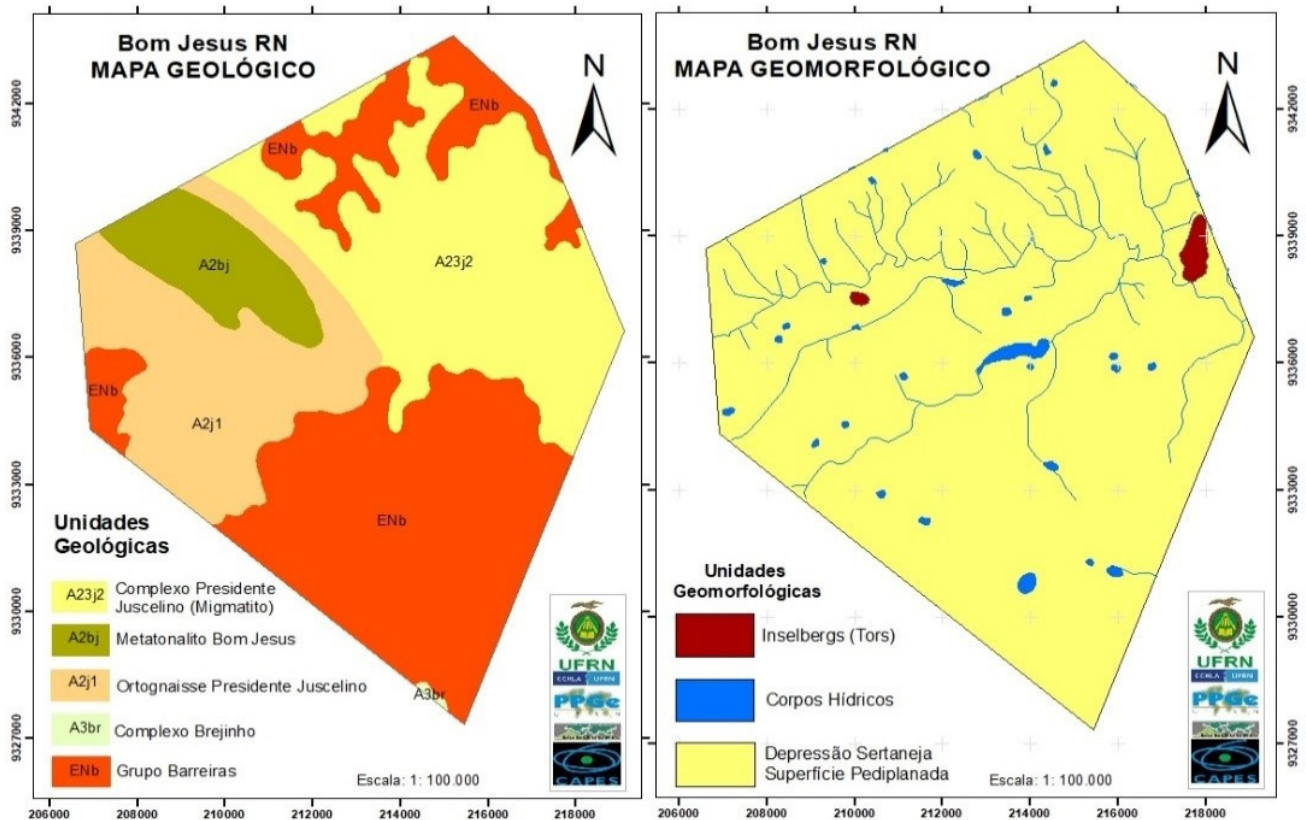 Bom Jesus RN
MAPA GEOLÓGICO
N
9342000
9339000
9336000
9333000
9330000
9327000
ENb
ENb
A2bj
A23j2
ENb
A2j1
ENb
A3br
Unidades
Geológicas
A23j2 Complexo Presidente
Juscelino (Migmatito)
A2bj Metatonalito Bom Jesus
A2j1 Ortognaisse Presidente Juscelino
A3br Complexo Brejinho
ENb Grupo Barreiras
Escala: 1: 100.000
UFRN
CCHLA UFRN
PPGe
CAPES
206000 208000 210000 212000 214000 216000 218000
Bom Jesus RN
MAPA GEOMORFOLÓGICO
N
9342000
9339000
9336000
9333000
9330000
9327000
Unidades
Geomorfológicas
Inselbergs (Tors)
Corpos Hídricos
Depressão Sertaneja
Superfície Pediplanada
Escala: 1: 100.000
UFRN
CCHLA UFRN
PPGe
CAPES
206000 208000 210000 212000 214000 216000 218000